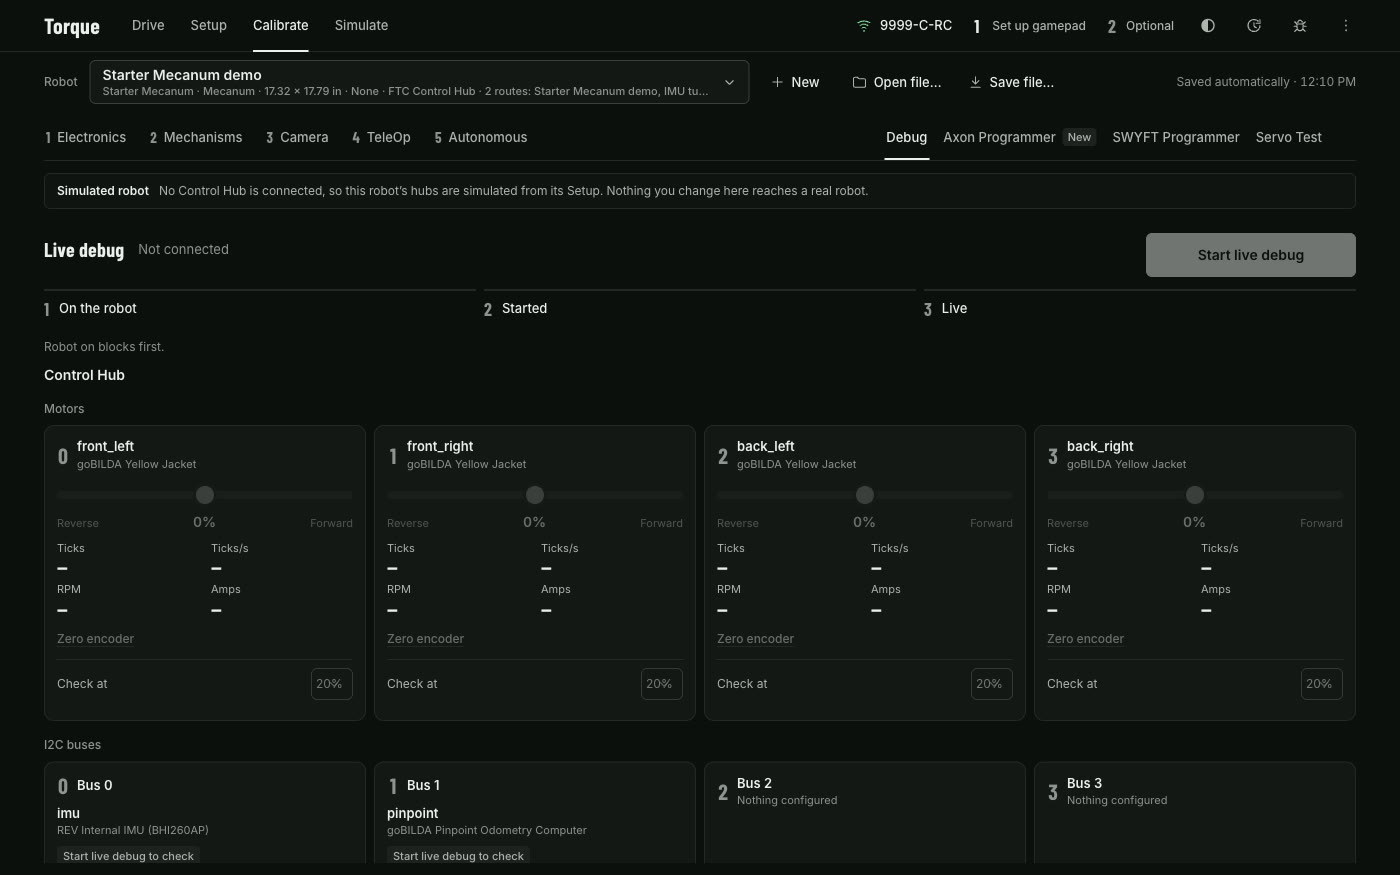 Torque Drive Setup Calibrate Simulate 9999-C-RC 1 Set up gamepad 2 Optional
Robot Starter Mecanum demo
Starter Mecanum · Mecanum · 17.32 × 17.79 in · None · FTC Control Hub · 2 routes: Starter Mecanum demo, IMU tu…
New Open file… Save file… Saved automatically · 12:10 PM
1 Electronics 2 Mechanisms 3 Camera 4 TeleOp 5 Autonomous Debug Axon Programmer New SWYFT Programmer Servo Test
Simulated robot No Control Hub is connected, so this robot’s hubs are simulated from its Setup. Nothing you change here reaches a real robot.
Live debug Not connected Start live debug
1 On the robot 2 Started 3 Live
Robot on blocks first.
Control Hub
Motors
0 front_left 1 front_right 2 back_left 3 back_right
goBILDA Yellow Jacket goBILDA Yellow Jacket goBILDA Yellow Jacket goBILDA Yellow Jacket
Reverse 0% Forward Reverse 0% Forward Reverse 0% Forward Reverse 0% Forward
Ticks Ticks/s Ticks Ticks/s Ticks Ticks/s Ticks Ticks/s
– – – – – – – –
RPM Amps RPM Amps RPM Amps RPM Amps
– – – – – – – –
Zero encoder Zero encoder Zero encoder Zero encoder
Check at 20% Check at 20% Check at 20% Check at 20%
I2C buses
0 Bus 0 1 Bus 1 2 Bus 2 3 Bus 3
Nothing configured Nothing configured
imu pinpoint
REV Internal IMU (BHI260AP) goBILDA Pinpoint Odometry Computer
Start live debug to check Start live debug to check